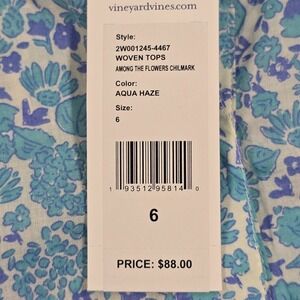 vineyardvines.com
Style:
2W001245-4467
WOVEN TOPS
AMONG THE FLOWERS CHILMARK
Color:
AQUA HAZE
Size:
6
1 93512 95814 0
6
PRICE: $88.00